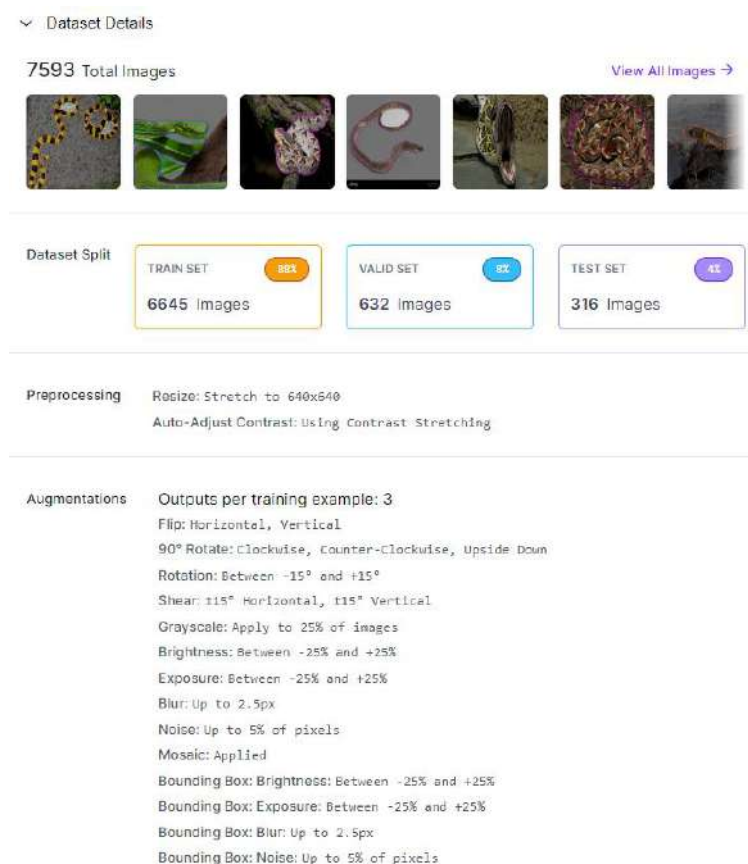 Dataset Details
7593 Total Images
View All Images →
Dataset Split
TRAIN SET 88%
6645 Images
VALID SET 8%
632 Images
TEST SET 4%
316 Images
Preprocessing
Resize: Stretch to 640x640
Auto-Adjust Contrast: Using Contrast Stretching
Augmentations
Outputs per training example: 3
Flip: Horizontal, Vertical
90° Rotate: Clockwise, Counter-Clockwise, Upside Down
Rotation: Between -15° and +15°
Shear: ±15° Horizontal, ±15° Vertical
Grayscale: Apply to 25% of images
Brightness: Between -25% and +25%
Exposure: Between -25% and +25%
Blur: Up to 2.5px
Noise: Up to 5% of pixels
Mosaic: Applied
Bounding Box: Brightness: Between -25% and +25%
Bounding Box: Exposure: Between -25% and +25%
Bounding Box: Blur: Up to 2.5px
Bounding Box: Noise: Up to 5% of pixels